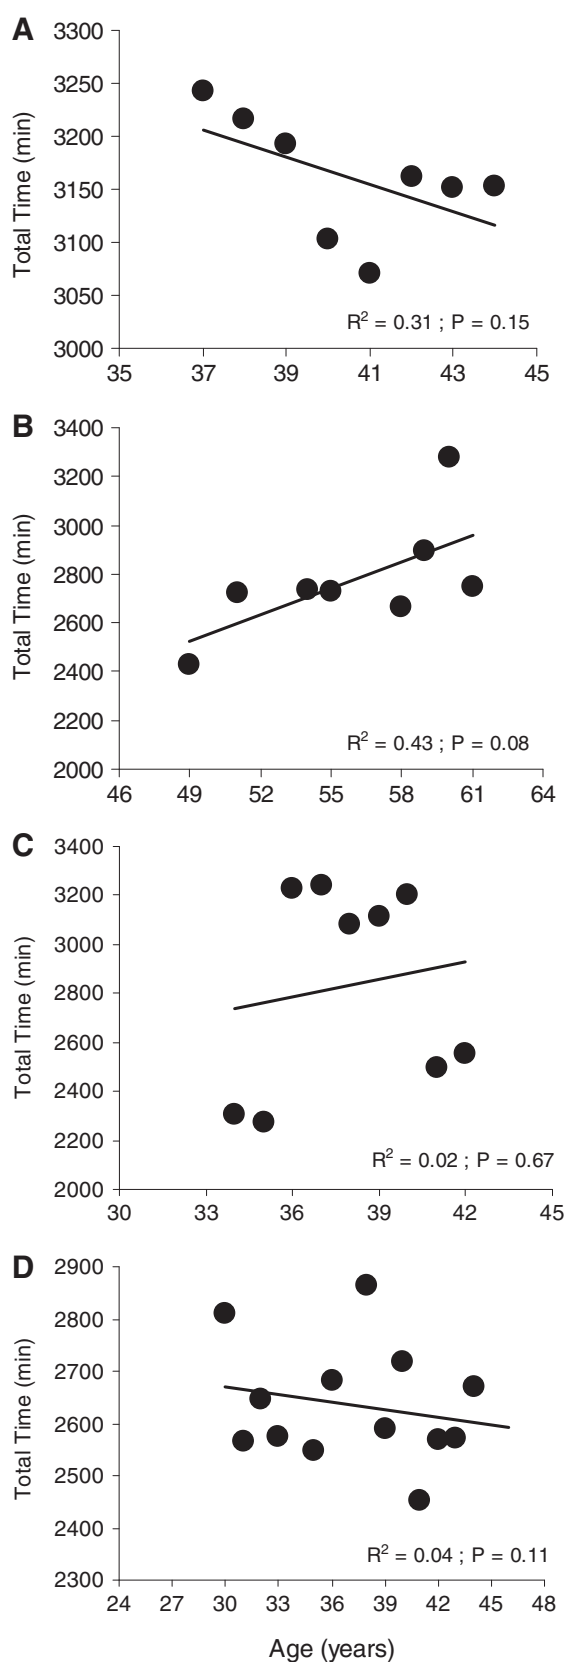 A
3300
3250
3200
3150
3100
3050
3000
Total Time (min)
R² = 0.31 ; P = 0.15
35 37 39 41 43 45
B
3400
3200
3000
2800
2600
2400
2200
2000
Total Time (min)
R² = 0.43 ; P = 0.08
46 49 52 55 58 61 64
C
3400
3200
3000
2800
2600
2400
2200
2000
Total Time (min)
R² = 0.02 ; P = 0.67
30 33 36 39 42 45
D
2900
2800
2700
2600
2500
2400
2300
Total Time (min)
R² = 0.04 ; P = 0.11
24 27 30 33 36 39 42 45 48
Age (years)